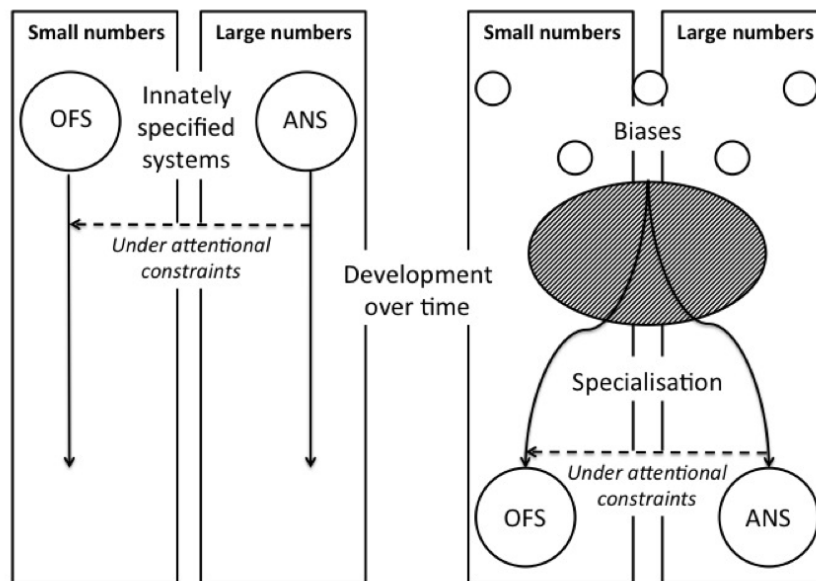 Small numbers
Large numbers
OFS
Innately
specified
systems
ANS
Under attentional
constraints
Development
over time
Small numbers
Large numbers
Biases
Specialisation
Under attentional
constraints
OFS
ANS